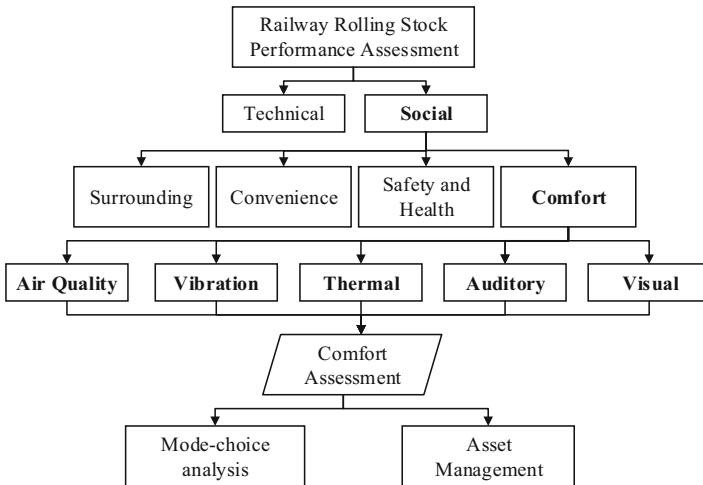 Railway Rolling Stock
Performance Assessment
Technical
Social
Surrounding
Convenience
Safety and
Health
Comfort
Air Quality
Vibration
Thermal
Auditory
Visual
Comfort
Assessment
Mode-choice
analysis
Asset
Management